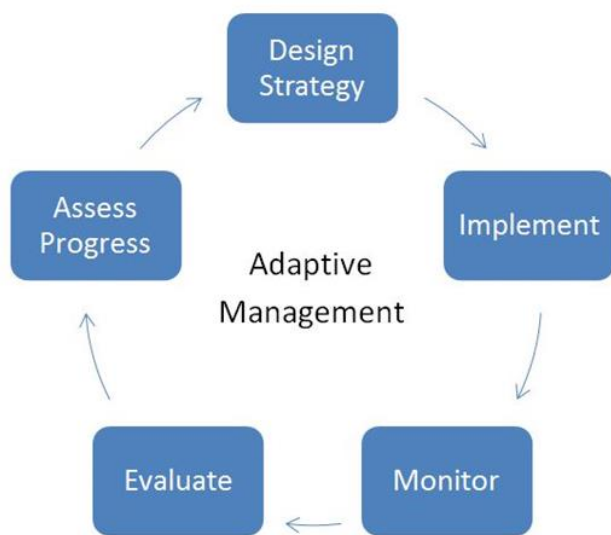 Design
Strategy
Implement
Monitor
Evaluate
Assess
Progress
Adaptive
Management